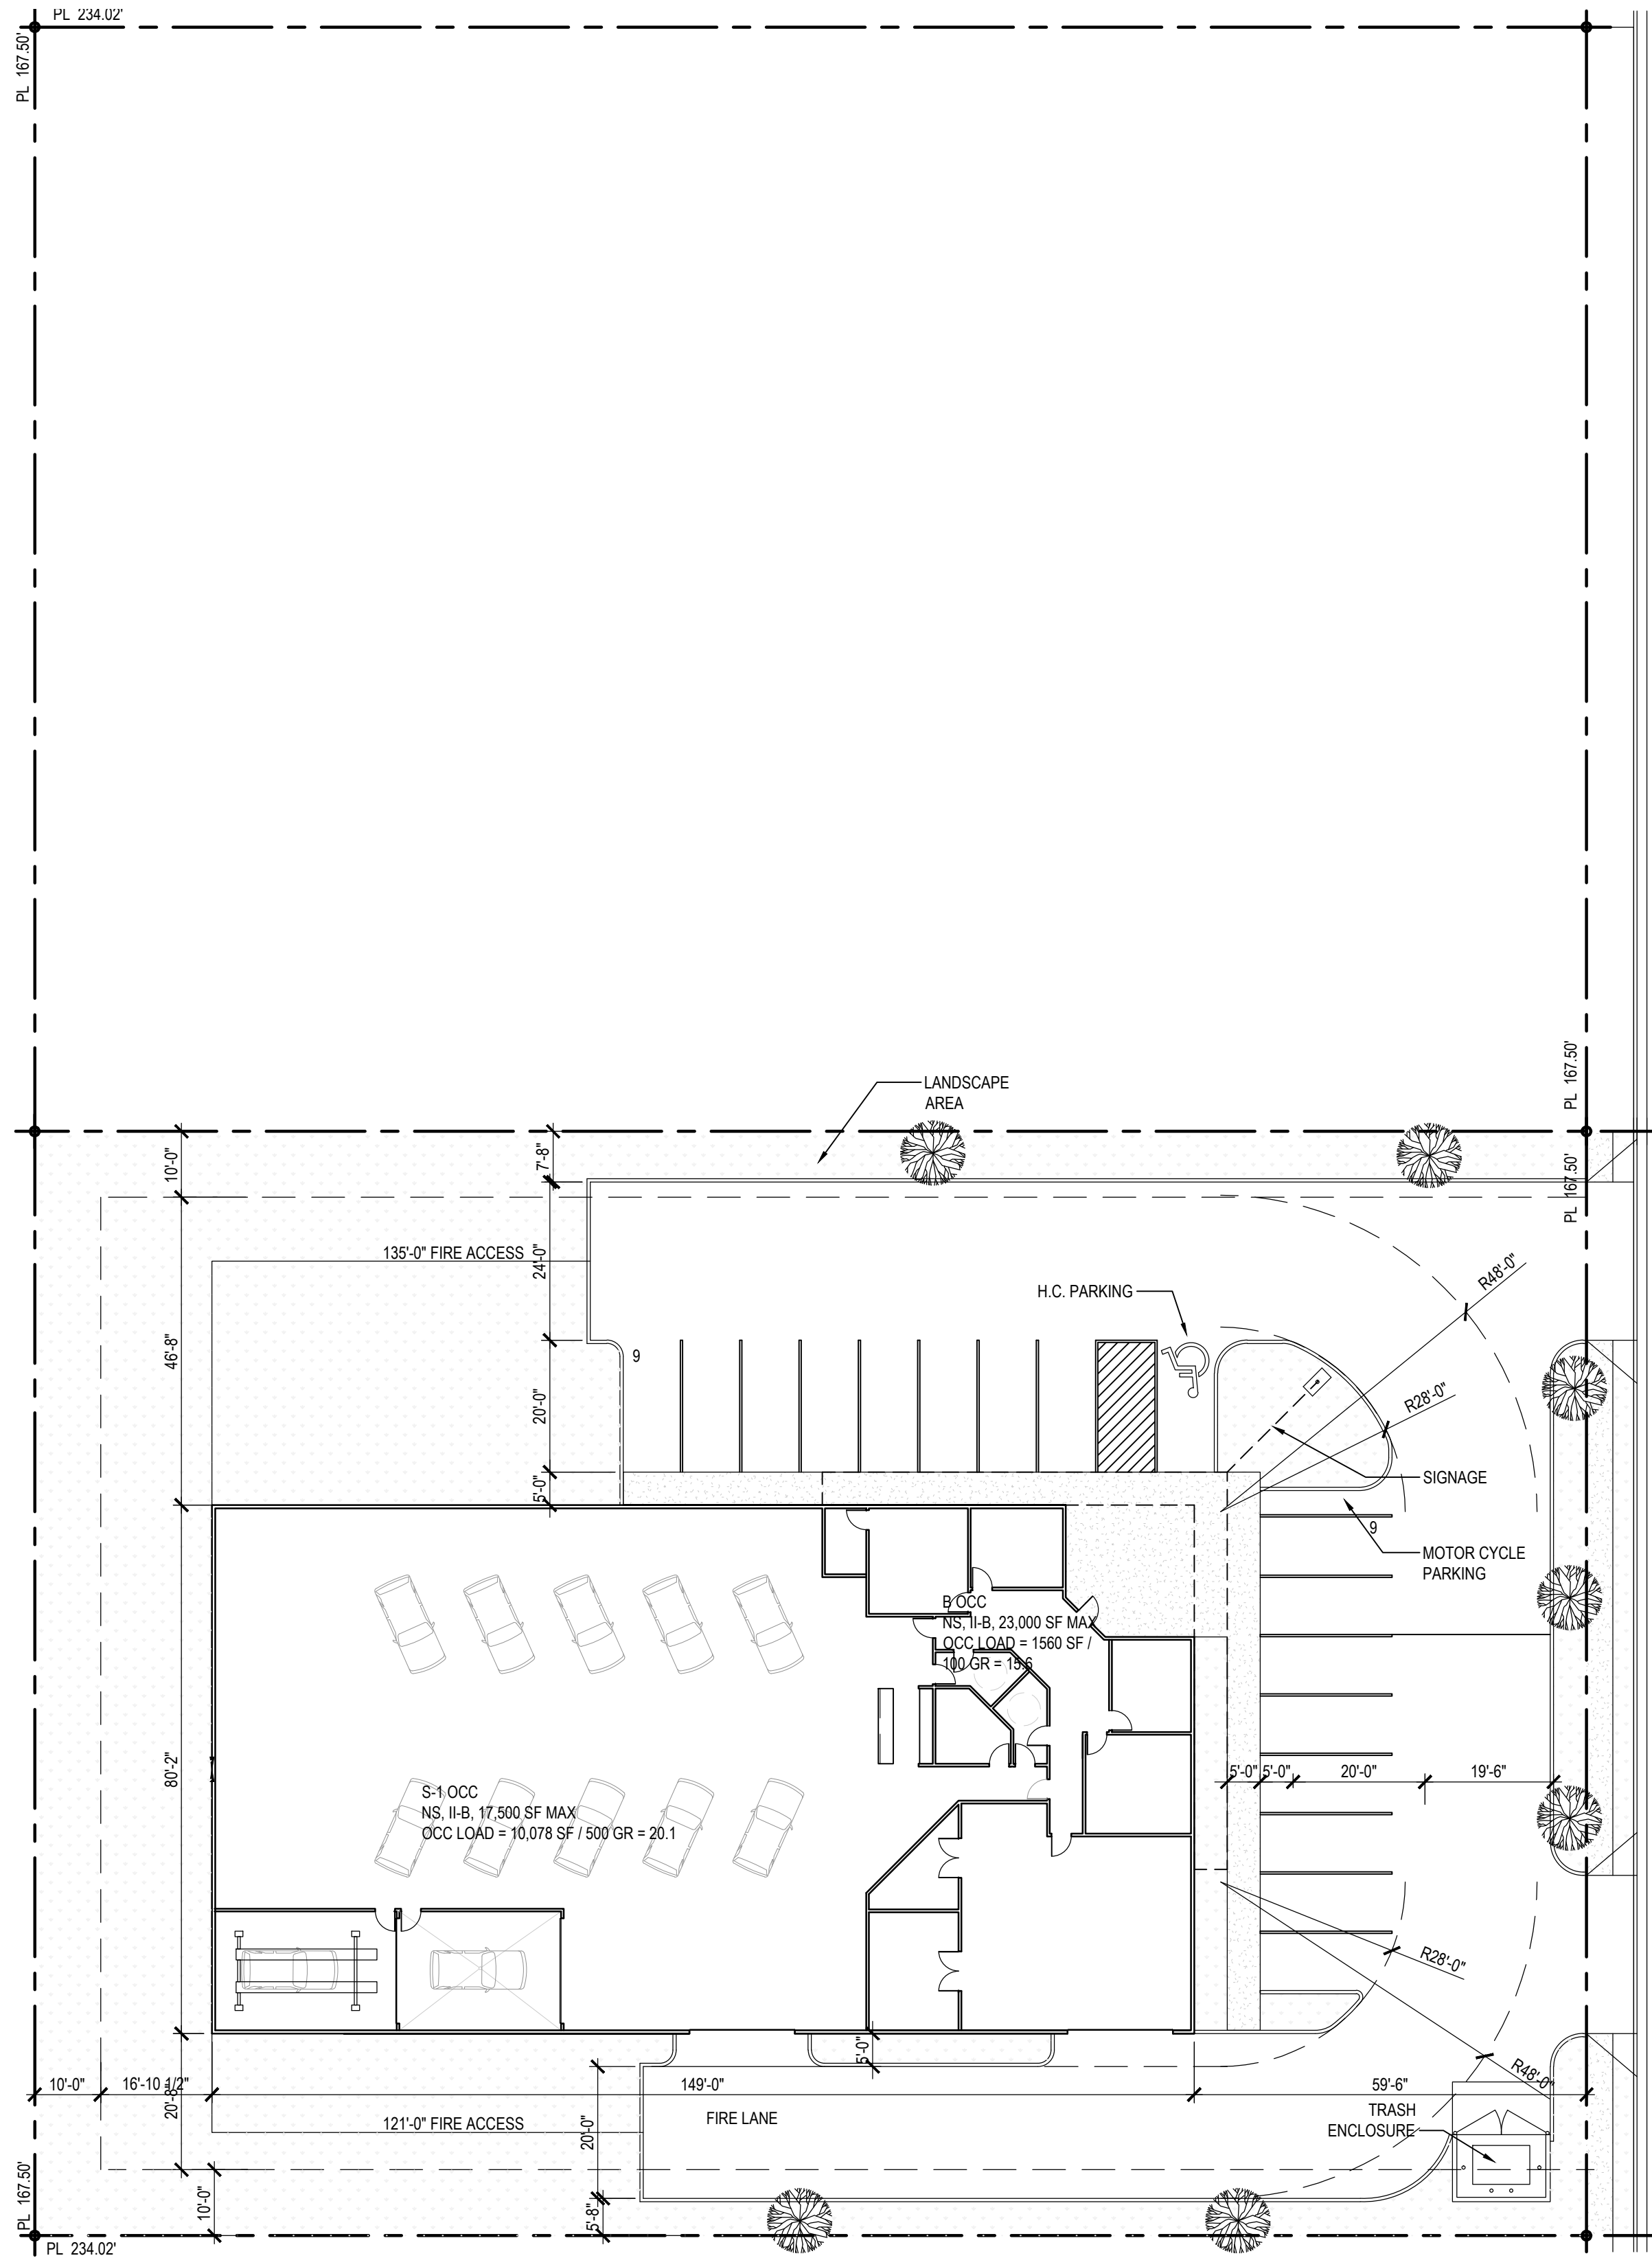 PL 234.02'
PL 167.50'
PL 167.50'
LANDSCAPE
AREA
10'-0"
7'-8"
PL 167.50'
135'-0" FIRE ACCESS
24'-0"
H.C. PARKING
R48'-0"
46'-8"
9
20'-0"
R28'-0"
5'-0"
SIGNAGE
9
MOTOR CYCLE
PARKING
B OCC
NS, II-B, 23,000 SF MAX
OCC LOAD = 1560 SF /
100 GR = 15.6
80'-2"
5'-0"
5'-0"
20'-0"
19'-6"
S-1 OCC
NS, II-B, 17,500 SF MAX
OCC LOAD = 10,078 SF / 500 GR = 20.1
R28'-0"
5'-0"
R48'-0"
10'-0"
16'-10 1/2"
20'-8"
149'-0"
59'-6"
121'-0" FIRE ACCESS
FIRE LANE
TRASH
ENCLOSURE
20'-0"
PL 167.50'
10'-0"
5'-8"
PL 234.02'